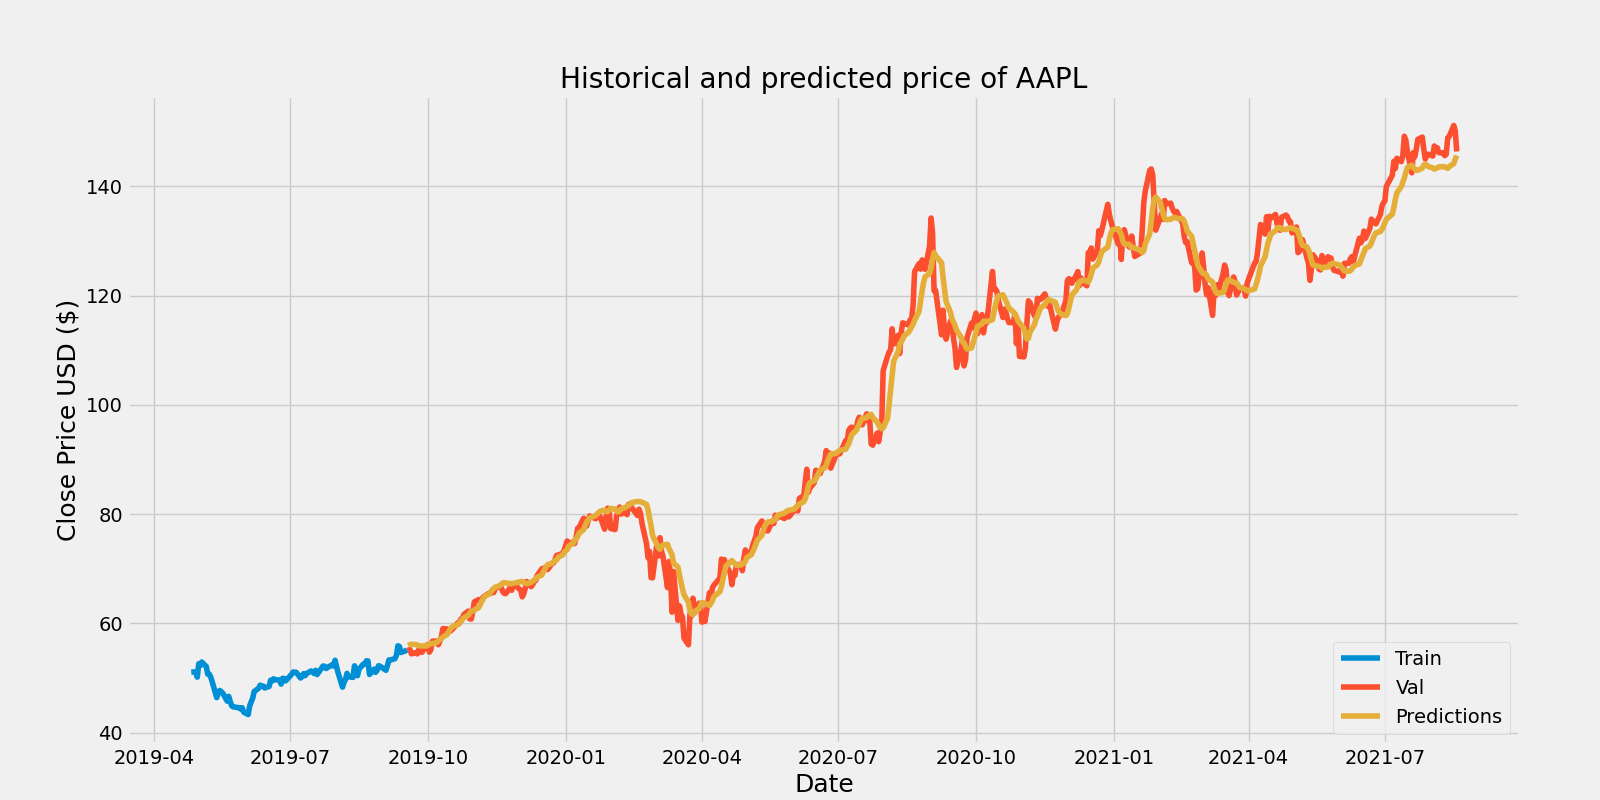 Historical and predicted price of AAPL
Close Price USD ($)
140
120
100
80
60
40
2019-04 2019-07 2019-10 2020-01 2020-04 2020-07 2020-10 2021-01 2021-04 2021-07
Date
Train
Val
Predictions